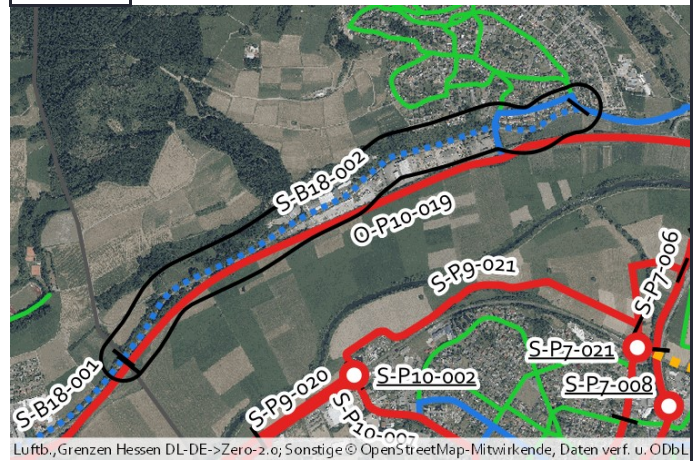 S-B18-002
O-P10-019
S-P9-021
S-P7-006
S-P7-021
S-B18-001
S-P9-020
S-P10-002
S-P7-008
Luftb.,Grenzen Hessen DL-DE->Zero-2.0; Sonstige © OpenStreetMap-Mitwirkende, Daten verf. u. ODbL